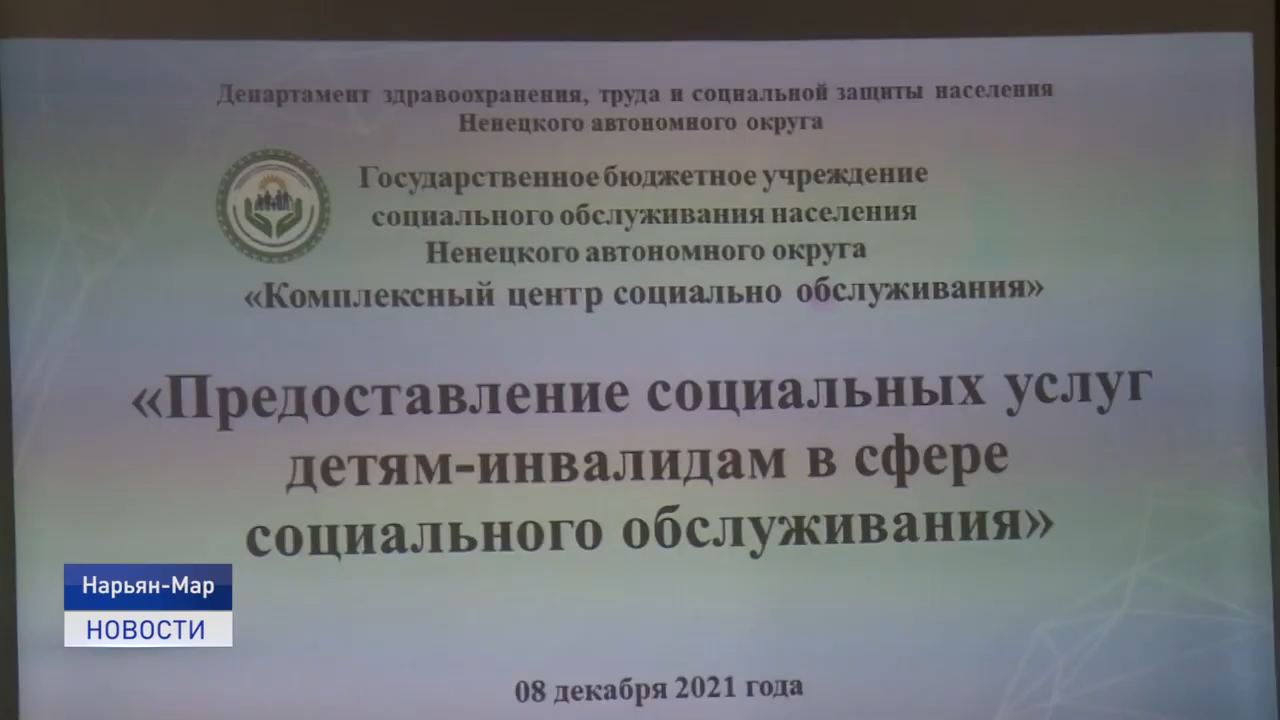 Департамент здравоохранения, труда и социальной защиты населения
Ненецкого автономного округа
Государственное бюджетное учреждение
социального обслуживания населения
Ненецкого автономного округа
«Комплексный центр социально обслуживания»
«Предоставление социальных услуг
детям-инвалидам в сфере
социального обслуживания»
Нарьян-Мар
НОВОСТИ
08 декабря 2021 года